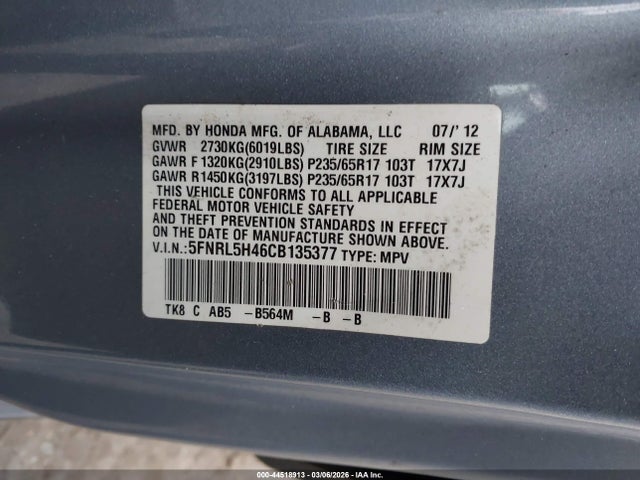 MFD. BY HONDA MFG. OF ALABAMA, LLC 07/'12
GVWR 2730KG(6019LBS) TIRE SIZE RIM SIZE
GAWR F 1320KG(2910LBS) P235/65R17 103T 17X7J
GAWR R 1450KG(3197LBS) P235/65R17 103T 17X7J
THIS VEHICLE CONFORMS TO ALL APPLICABLE
FEDERAL MOTOR VEHICLE SAFETY
AND THEFT PREVENTION STANDARDS IN EFFECT
ON THE DATE OF MANUFACTURE SHOWN ABOVE.
V.I.N.:5FNRL5H46CB135377 TYPE: MPV
TK8 C AB5 -B564M -B -B
000-44518913 - 03/06/2026 - IAA Inc.